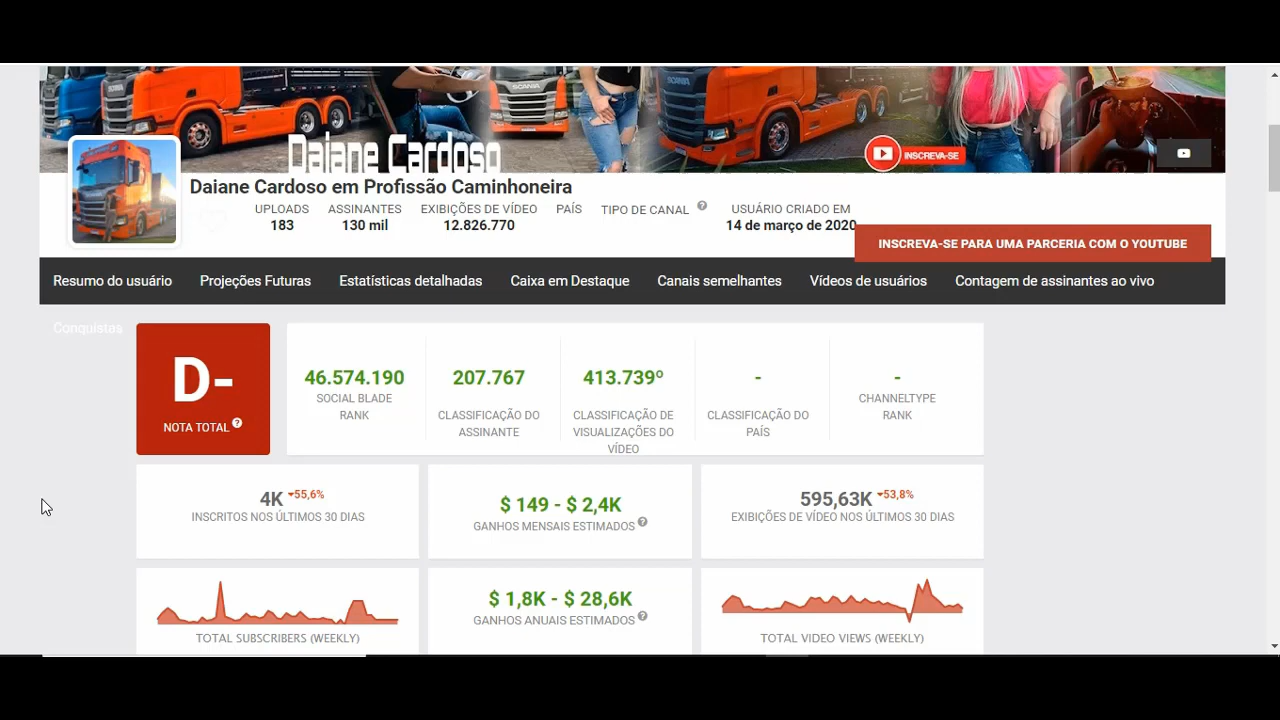 SCANIA
SCANIA
SCANIA
Daiane Cardoso
INSCREVA-SE
Daiane Cardoso em Profissão Caminhoneira
UPLOADS
183
ASSINANTES
130 mil
EXIBIÇÕES DE VÍDEO
12.826.770
PAÍS
TIPO DE CANAL ?
USUÁRIO CRIADO EM
14 de março de 2020
INSCREVA-SE PARA UMA PARCERIA COM O YOUTUBE
Resumo do usuário
Projeções Futuras
Estatísticas detalhadas
Caixa em Destaque
Canais semelhantes
Vídeos de usuários
Contagem de assinantes ao vivo
Conquistas
D-
NOTA TOTAL ?
46.574.190
SOCIAL BLADE
RANK
207.767
CLASSIFICAÇÃO DO
ASSINANTE
413.739º
CLASSIFICAÇÃO DE
VISUALIZAÇÕES DO
VÍDEO
-
CLASSIFICAÇÃO DO
PAÍS
-
CHANNELTYPE
RANK
4K 55,6%
INSCRITOS NOS ÚLTIMOS 30 DIAS
$ 149 - $ 2,4K
GANHOS MENSAIS ESTIMADOS ?
595,63K 53,8%
EXIBIÇÕES DE VÍDEO NOS ÚLTIMOS 30 DIAS
TOTAL SUBSCRIBERS (WEEKLY)
$ 1,8K - $ 28,6K
GANHOS ANUAIS ESTIMADOS ?
TOTAL VIDEO VIEWS (WEEKLY)